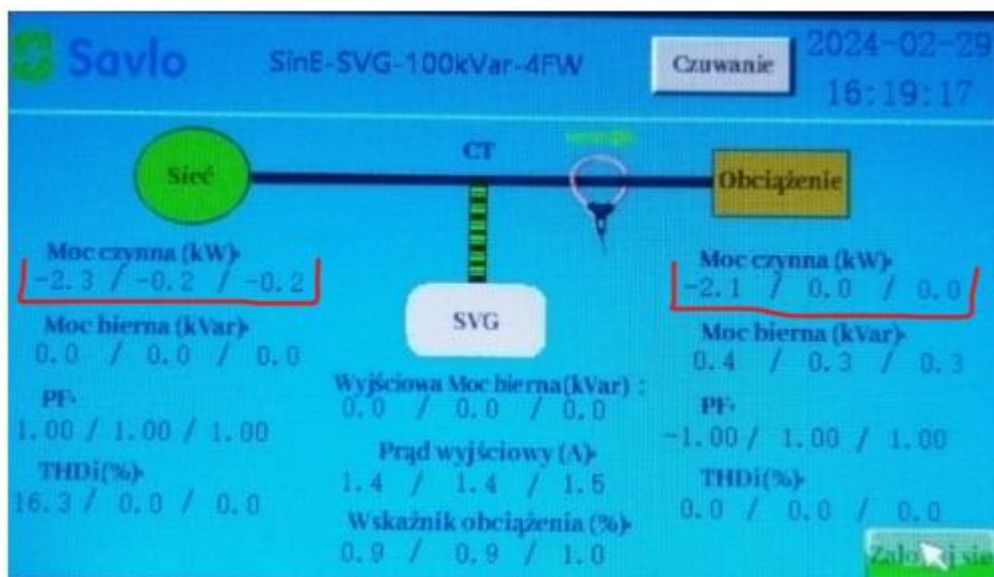 Savlo SinE-SVG-100kVar-4FW Czuwanie 2024-02-29
16:19:17
CT
Sieć Obciążenie
Moc czynna (kW)
-2.3 / -0.2 / -0.2
Moc bierna (kVar)
0.0 / 0.0 / 0.0
PF
1.00 / 1.00 / 1.00
THDi(%)
16.3 / 0.0 / 0.0
SVG
Wyjściowa Moc bierna(kVar) :
0.0 / 0.0 / 0.0
Prąd wyjściowy (A)
1.4 / 1.4 / 1.5
Wskaźnik obciążenia (%)
0.9 / 0.9 / 1.0
Moc czynna (kW)
-2.1 / 0.0 / 0.0
Moc bierna (kVar)
0.4 / 0.3 / 0.3
PF
-1.00 / 1.00 / 1.00
THDi(%)
0.0 / 0.0 / 0.0